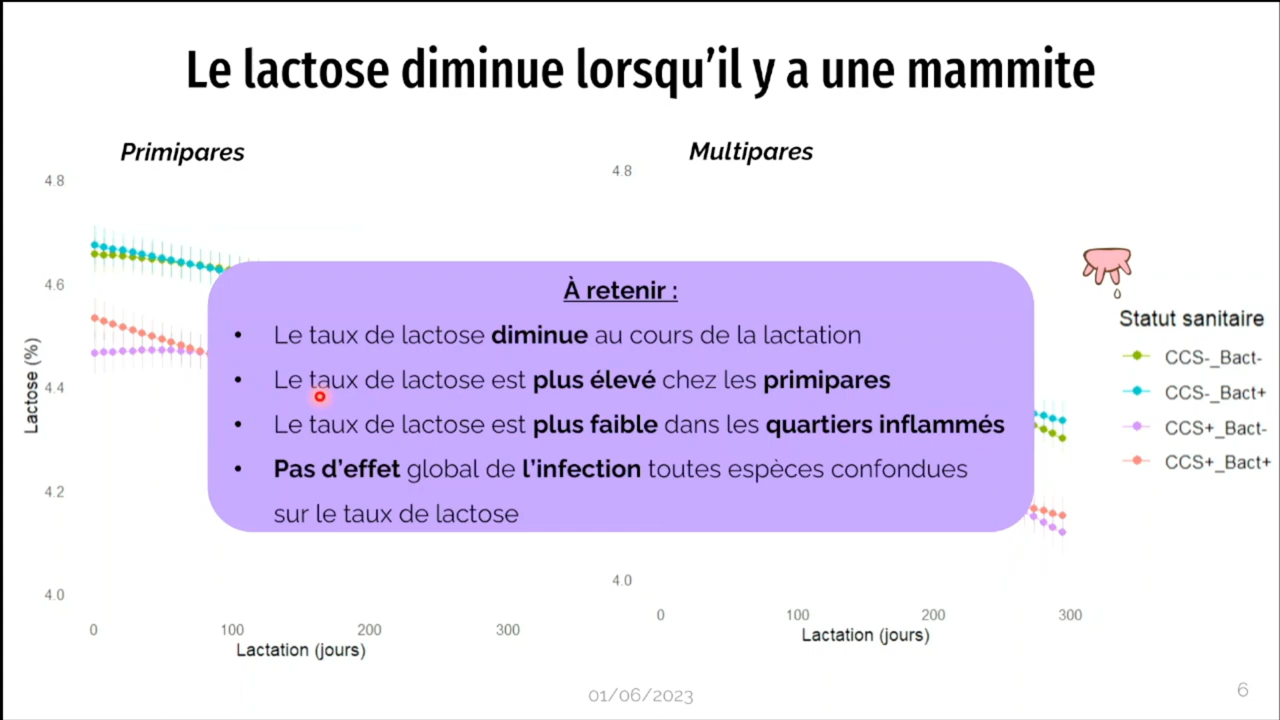 Le lactose diminue lorsqu'il y a une mammite
Primipares
Multipares
4.8
4.6
4.4
4.2
4.0
Lactose (%)
0
100
200
300
Lactation (jours)
4.8
4.0
0
100
200
300
Lactation (jours)
À retenir :
• Le taux de lactose diminue au cours de la lactation
• Le taux de lactose est plus élevé chez les primipares
• Le taux de lactose est plus faible dans les quartiers inflammés
• Pas d'effet global de l'infection toutes espèces confondues
sur le taux de lactose
Statut sanitaire
CCS-_Bact-
CCS-_Bact+
CCS+_Bact-
CCS+_Bact+
01/06/2023
6